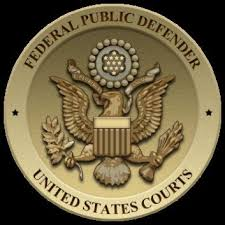 FEDERAL PUBLIC DEFENDER
UNITED STATES COURTS